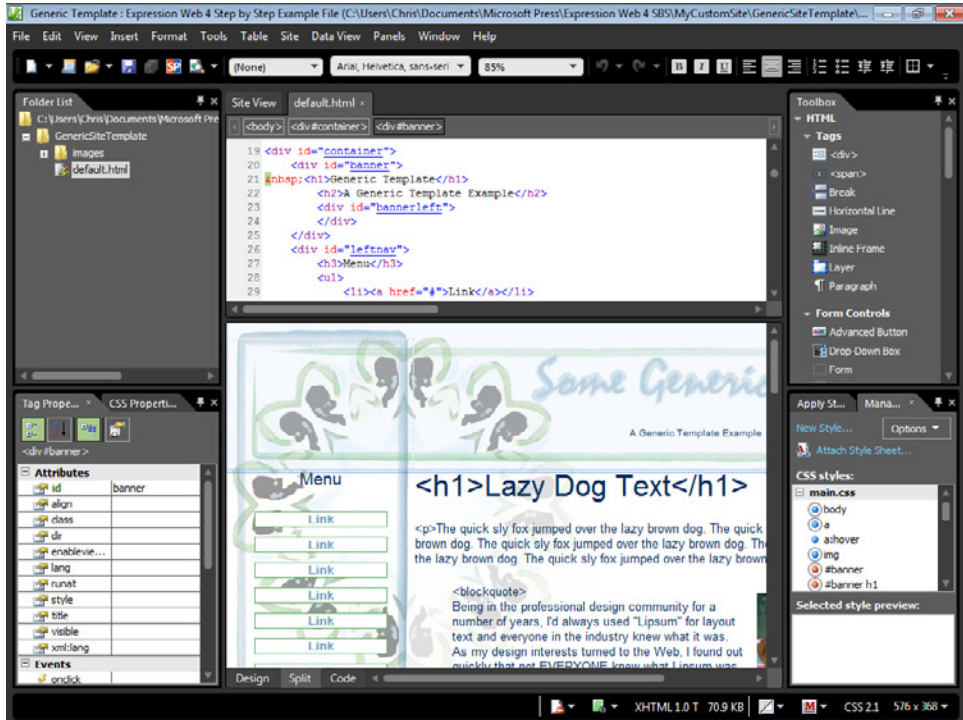 Generic Template : Expression Web 4 Step by Step Example File (C:\Users\Chris\Documents\Microsoft Press\Expression Web 4 SBS\MyCustomSite\GenericSiteTemplate\...
File Edit View Insert Format Tools Table Site Data View Panels Window Help
(None) Arial, Helvetica, sans-seri 85% B I U
Folder List
C:\Users\Chris\Documents\Microsoft Pre
GenericSiteTemplate
images
default.html
Site View default.html ×
<body> <div#container> <div#banner>
19 <div id="container">
20 <div id="banner">
21 &nbsp;<h1>Generic Template</h1>
22 <h2>A Generic Template Example</h2>
23 <div id="bannerleft">
24 </div>
25 </div>
26 <div id="leftnav">
27 <h3>Menu</h3>
28 <ul>
29 <li><a href="#">Link</a></li>
Some Generic
A Generic Template Example
Menu
Link
Link
Link
Link
Link
Link
Link
<h1>Lazy Dog Text</h1>
<p>The quick sly fox jumped over the lazy brown dog. The quick
brown dog. The quick sly fox jumped over the lazy brown dog. Th
the lazy brown dog. The quick sly fox jumped over the lazy brown
<blockquote>
Being in the professional design community for a
number of years, I'd always used "Lipsum" for layout
text and everyone in the industry knew what it was.
As my design interests turned to the Web, I found out
quickly that not EVERYONE knew what Lipsum was
Design Split Code
Toolbox
HTML
Tags
<div>
<span>
Break
Horizontal Line
Image
Inline Frame
Layer
Paragraph
Form Controls
Advanced Button
Drop-Down Box
Form
Tag Prope... × CSS Properti...
<div#banner>
Attributes
id banner
align
class
dir
enablevie...
lang
runat
style
title
visible
xml:lang
Events
onclick
Apply St... Mana... ×
New Style... Options
Attach Style Sheet...
CSS styles:
main.css
body
a
a:hover
img
#banner
#banner h1
Selected style preview:
XHTML 1.0 T 70.9 KB CSS 2.1 576 x 368